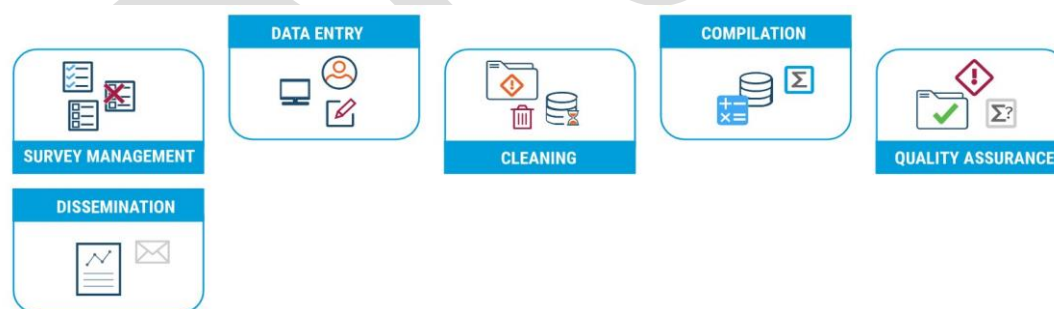 DATA ENTRY
COMPILATION
Σ
Σ?
SURVEY MANAGEMENT
CLEANING
QUALITY ASSURANCE
DISSEMINATION